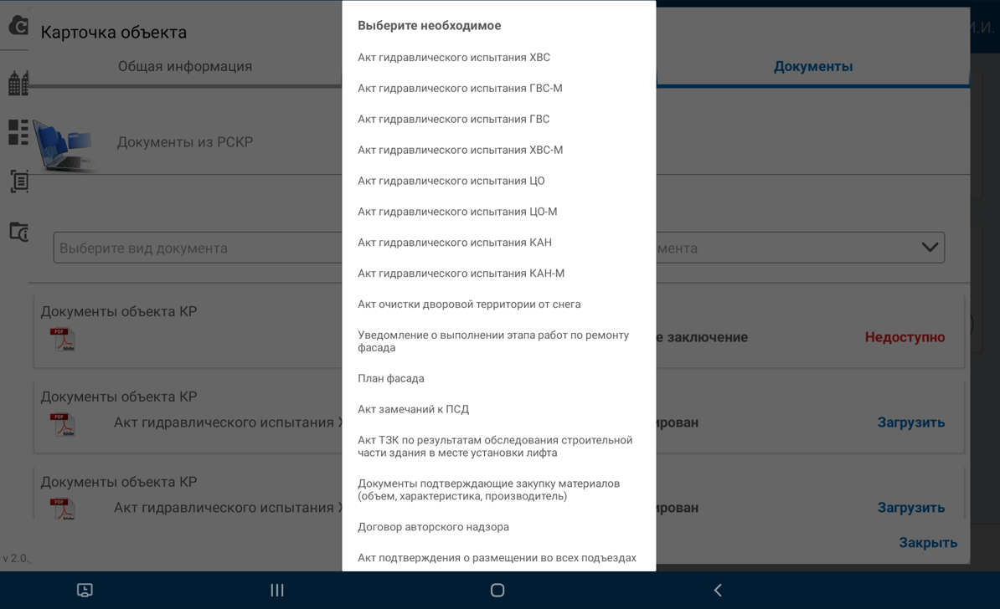 Карточка объекта
И.И.
Общая информация
Документы
Документы из РСКР
Выберите вид документа
мента
Документы объекта КР
е заключение
Недоступно
Документы объекта КР
Акт гидравлического испытания Х
ирован
Загрузить
Документы объекта КР
Акт гидравлического испытания Х
ирован
Загрузить
Закрыть
v 2.0.
Выберите необходимое
Акт гидравлического испытания ХВС
Акт гидравлического испытания ГВС-М
Акт гидравлического испытания ГВС
Акт гидравлического испытания ХВС-М
Акт гидравлического испытания ЦО
Акт гидравлического испытания ЦО-М
Акт гидравлического испытания КАН
Акт гидравлического испытания КАН-М
Акт очистки дворовой территории от снега
Уведомление о выполнении этапа работ по ремонту
фасада
План фасада
Акт замечаний к ПСД
Акт ТЗК по результатам обследования строительной
части здания в месте установки лифта
Документы подтверждающие закупку материалов
(объем, характеристика, производитель)
Договор авторского надзора
Акт подтверждения о размещении во всех подъездах